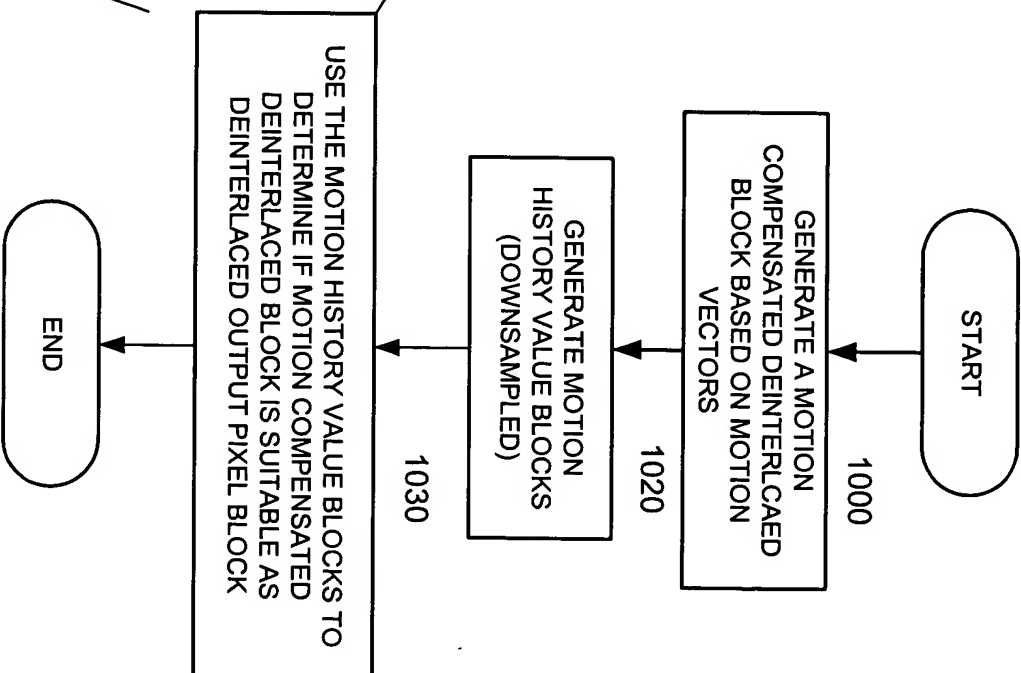 START
1000
GENERATE A MOTION
COMPENSATED DEINTERLCAED
BLOCK BASED ON MOTION
VECTORS
1020
GENERATE MOTION
HISTORY VALUE BLOCKS
(DOWNSAMPLED)
1030
USE THE MOTION HISTORY VALUE BLOCKS TO
DETERMINE IF MOTION COMPENSATED
DEINTERLACED BLOCK IS SUITABLE AS
DEINTERLACED OUTPUT PIXEL BLOCK
END